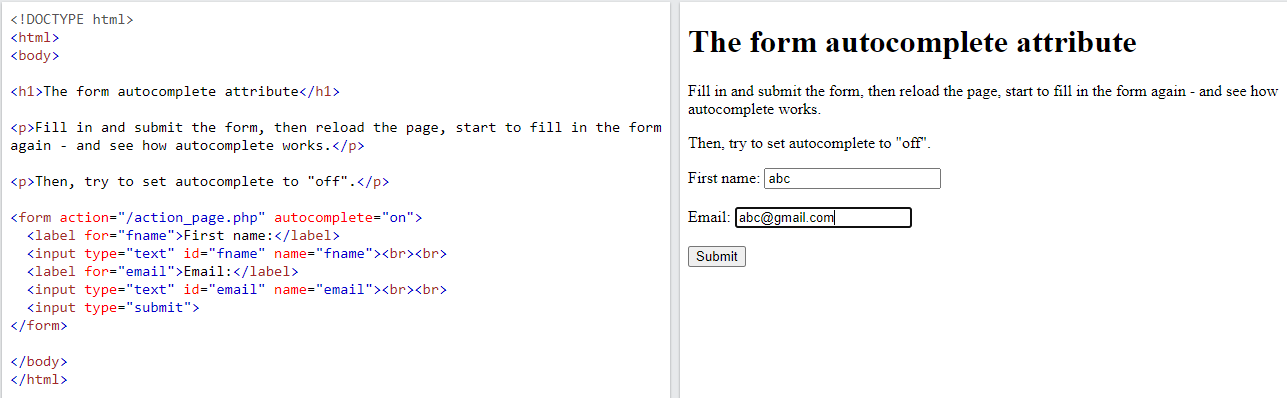 <!DOCTYPE html>
<html>
<body>
<h1>The form autocomplete attribute</h1>
<p>Fill in and submit the form, then reload the page, start to fill in the form
again - and see how autocomplete works.</p>
<p>Then, try to set autocomplete to "off".</p>
<form action="/action_page.php" autocomplete="on">
  <label for="fname">First name:</label>
  <input type="text" id="fname" name="fname"><br><br>
  <label for="email">Email:</label>
  <input type="text" id="email" name="email"><br><br>
  <input type="submit">
</form>
</body>
</html>
The form autocomplete attribute
Fill in and submit the form, then reload the page, start to fill in the form again - and see how
autocomplete works.
Then, try to set autocomplete to "off".
First name: abc
Email: abc@gmail.com
Submit